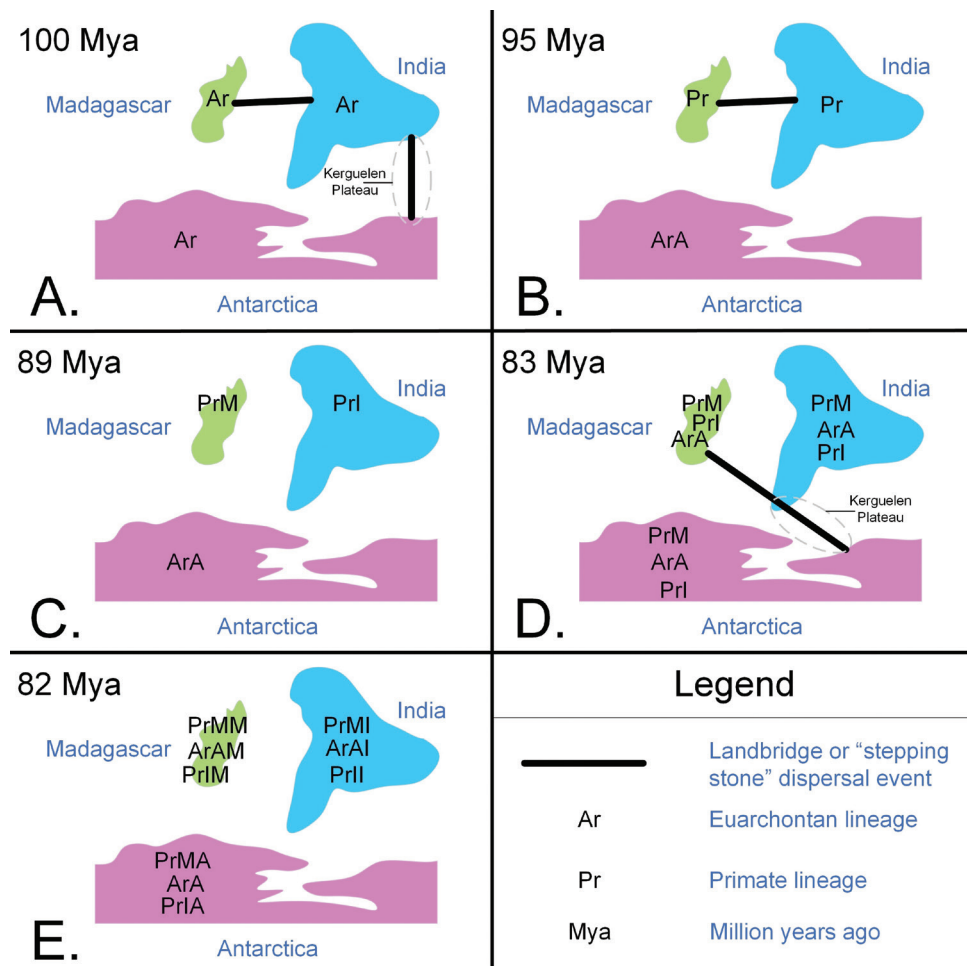 100 Mya
India
Madagascar
Ar
Ar
Kerguelen
Plateau
Ar
A.
Antarctica
95 Mya
India
Madagascar
Pr
Pr
ArA
B.
Antarctica
89 Mya
PrM
PrI
India
Madagascar
ArA
C.
Antarctica
83 Mya
India
PrM
PrM
Madagascar
PrI
ArA
ArA
PrI
Kerguelen
Plateau
PrM
ArA
PrI
D.
Antarctica
82 Mya
India
PrMM
PrMI
Madagascar
ArAM
ArAI
PrIM
PrII
PrMA
ArA
PrIA
E.
Antarctica
Legend
Landbridge or “stepping
stone” dispersal event
Ar
Euarchontan lineage
Pr
Primate lineage
Mya
Million years ago